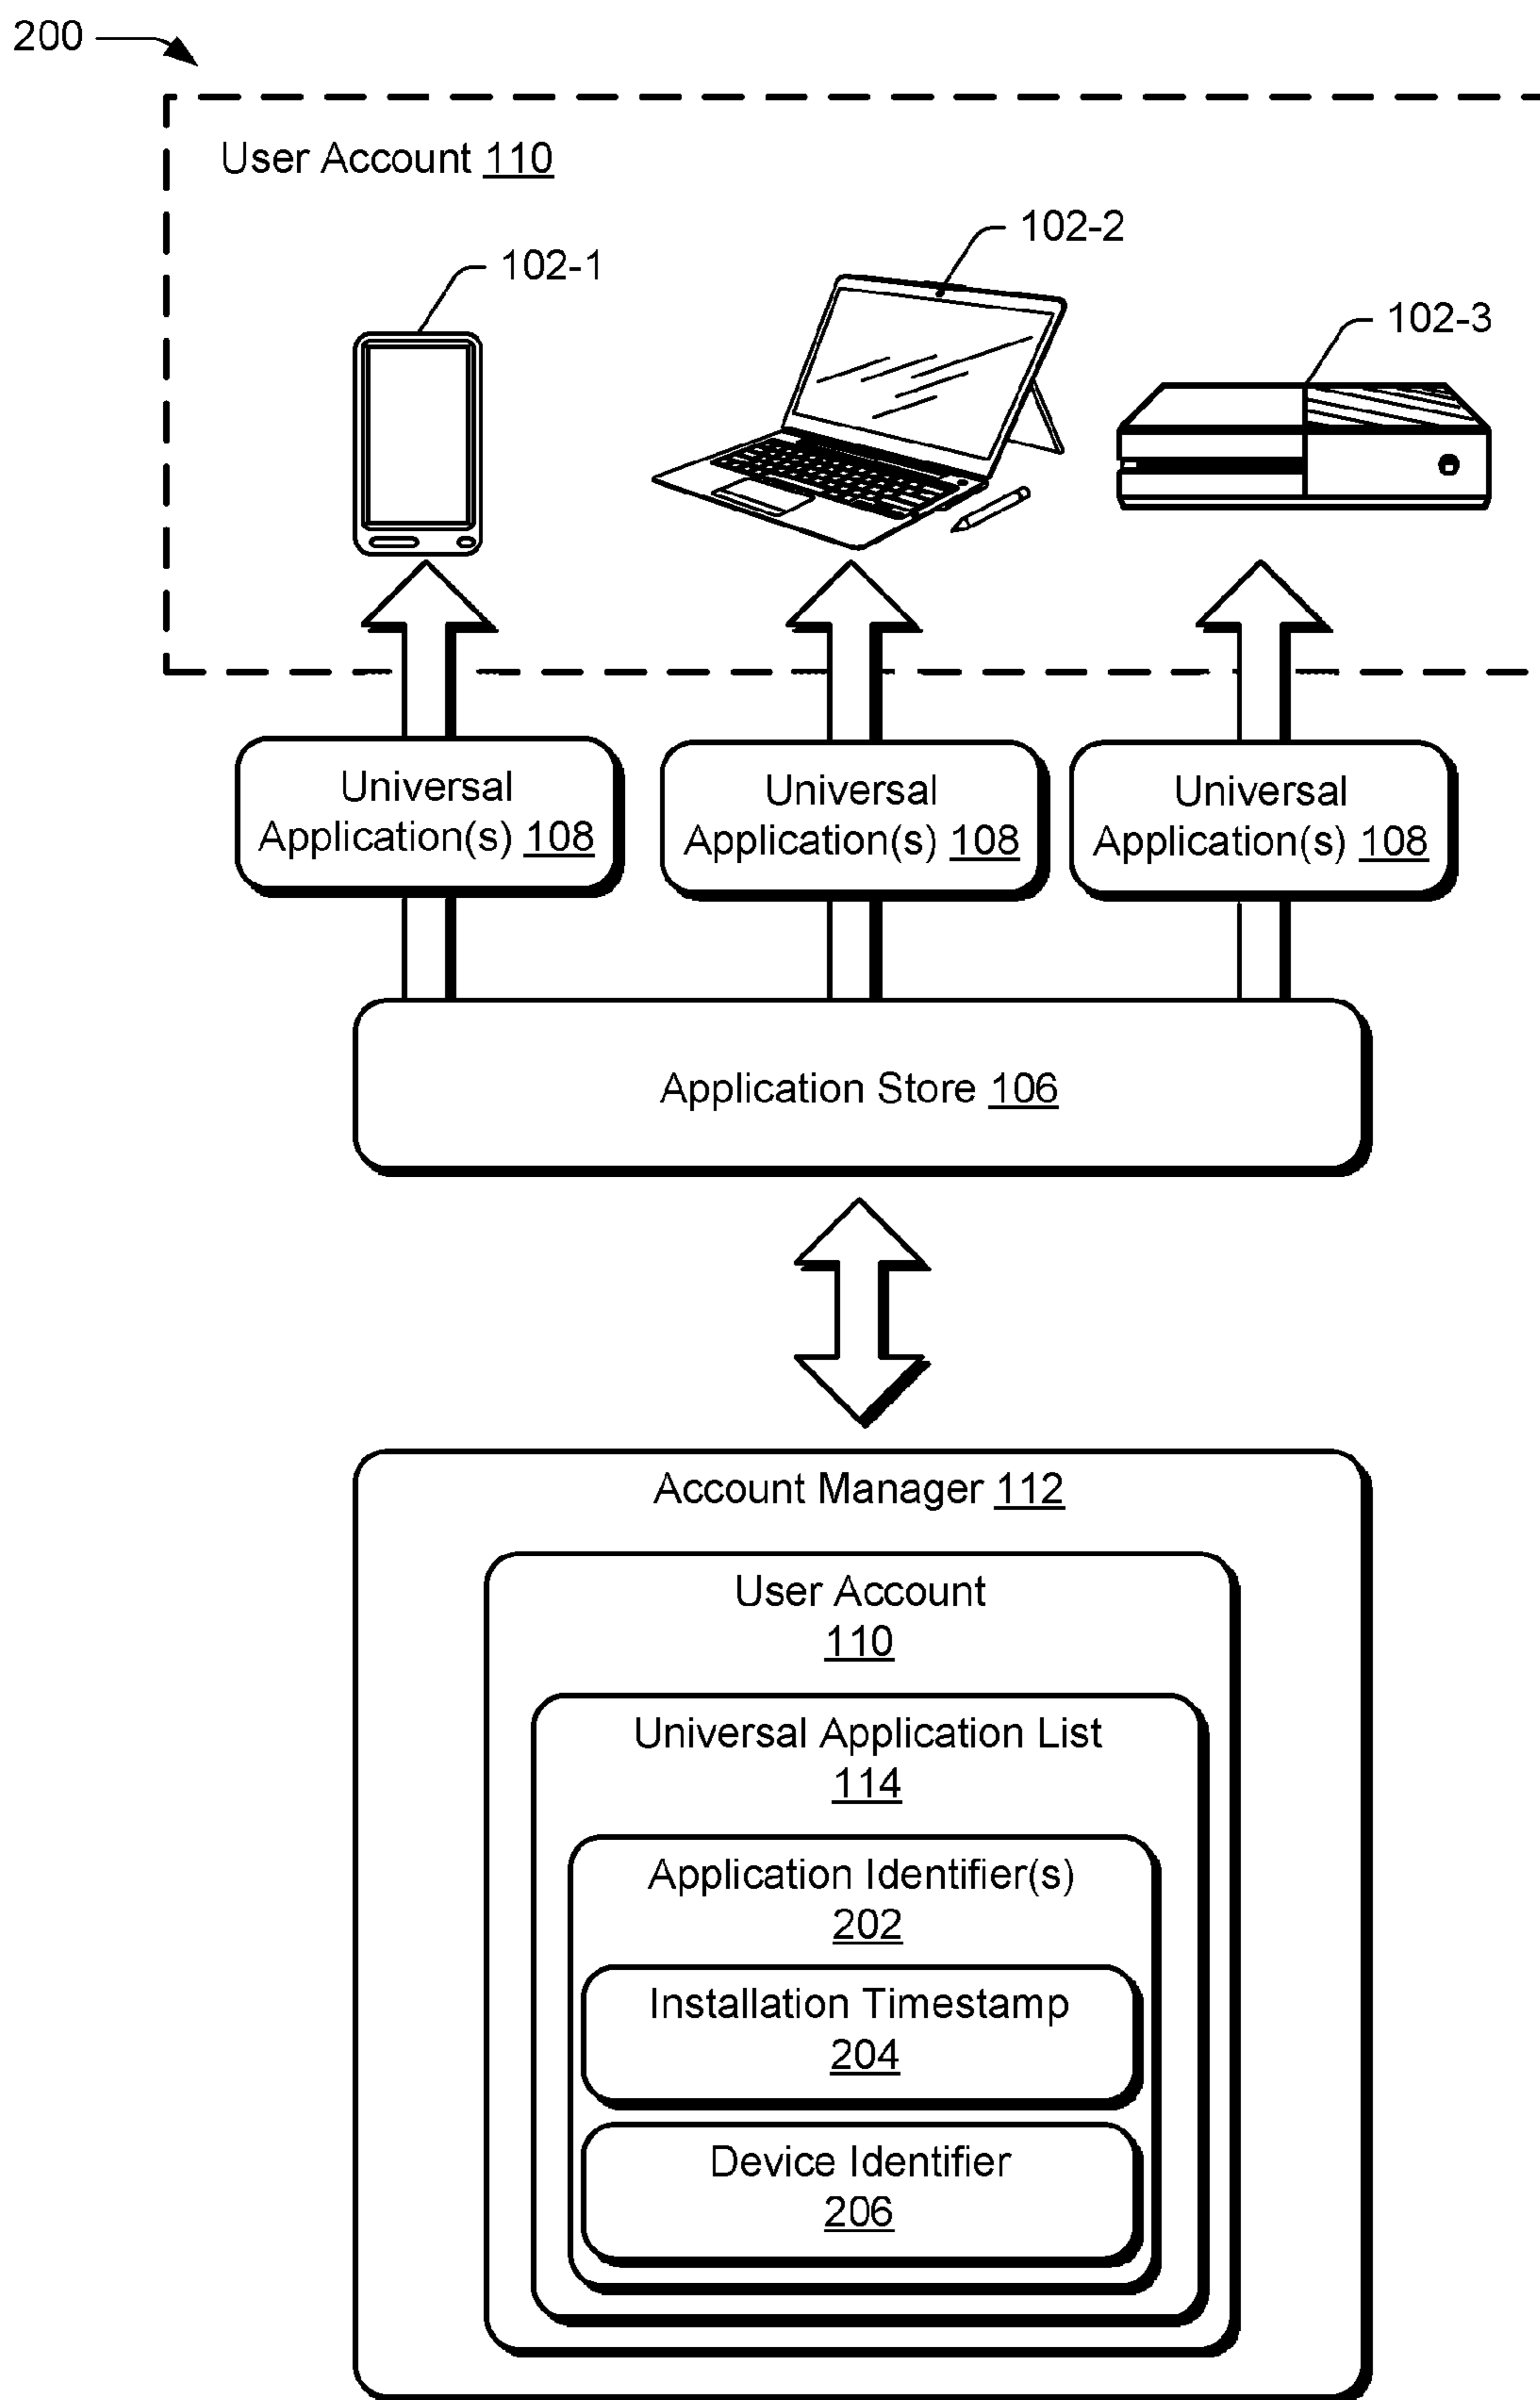 200
User Account 110
102-1
102-2
102-3
Universal
Application(s) 108
Universal
Application(s) 108
Universal
Application(s) 108
Application Store 106
Account Manager 112
User Account
110
Universal Application List
114
Application Identifier(s)
202
Installation Timestamp
204
Device Identifier
206